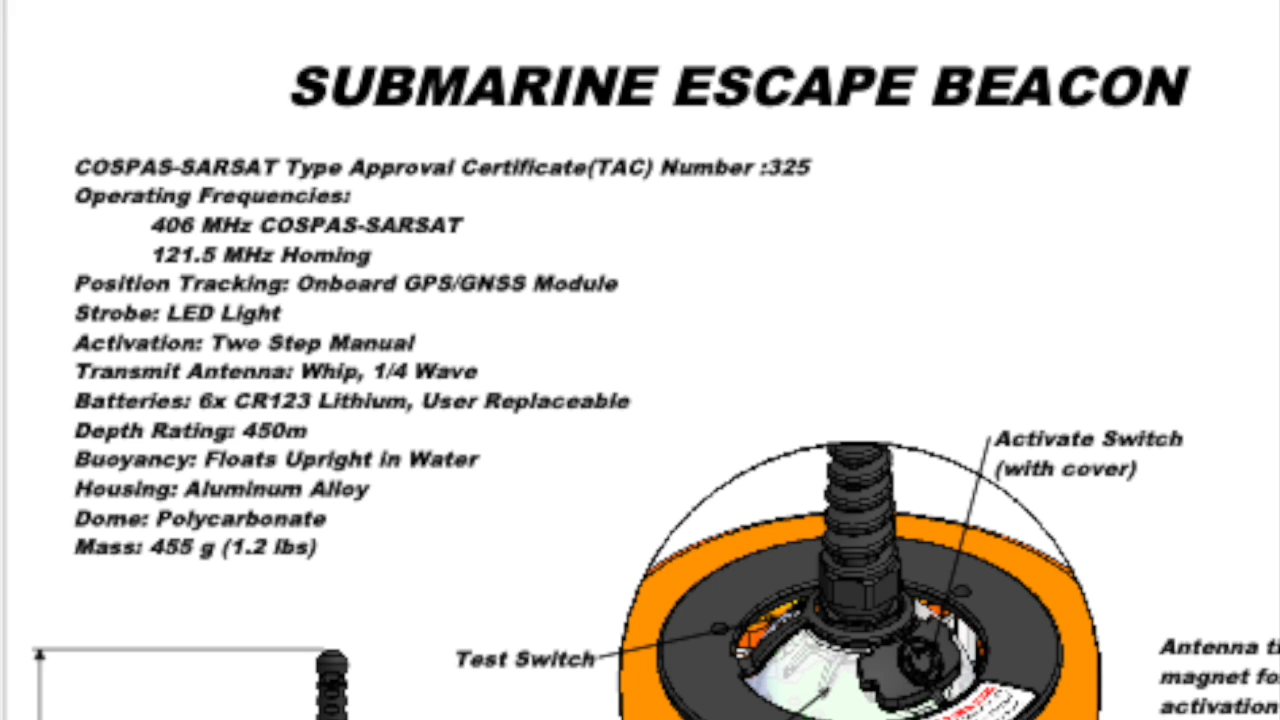 SUBMARINE ESCAPE BEACON
COSPAS-SARSAT Type Approval Certificate(TAC) Number :325
Operating Frequencies:
406 MHz COSPAS-SARSAT
121.5 MHz Homing
Position Tracking: Onboard GPS/GNSS Module
Strobe: LED Light
Activation: Two Step Manual
Transmit Antenna: Whip, 1/4 Wave
Batteries: 6x CR123 Lithium, User Replaceable
Depth Rating: 450m
Buoyancy: Floats Upright in Water
Housing: Aluminum Alloy
Dome: Polycarbonate
Mass: 455 g (1.2 lbs)
Activate Switch
(with cover)
Test Switch
Antenna
magnet
activation